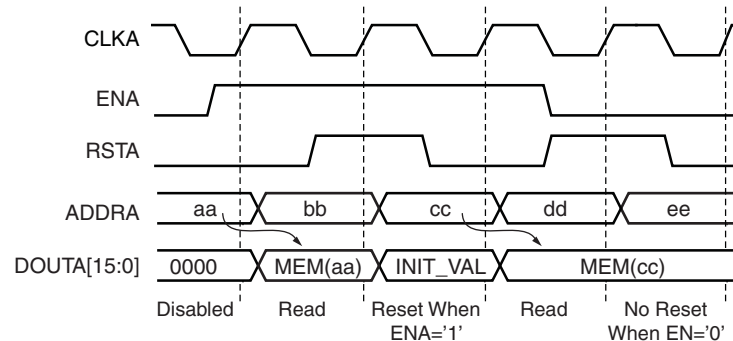 CLKA
ENA
RSTA
ADDRA aa bb cc dd ee
DOUTA[15:0] 0000 MEM(aa) INIT_VAL MEM(cc)
Disabled Read Reset When ENA='1' Read No Reset When EN='0'